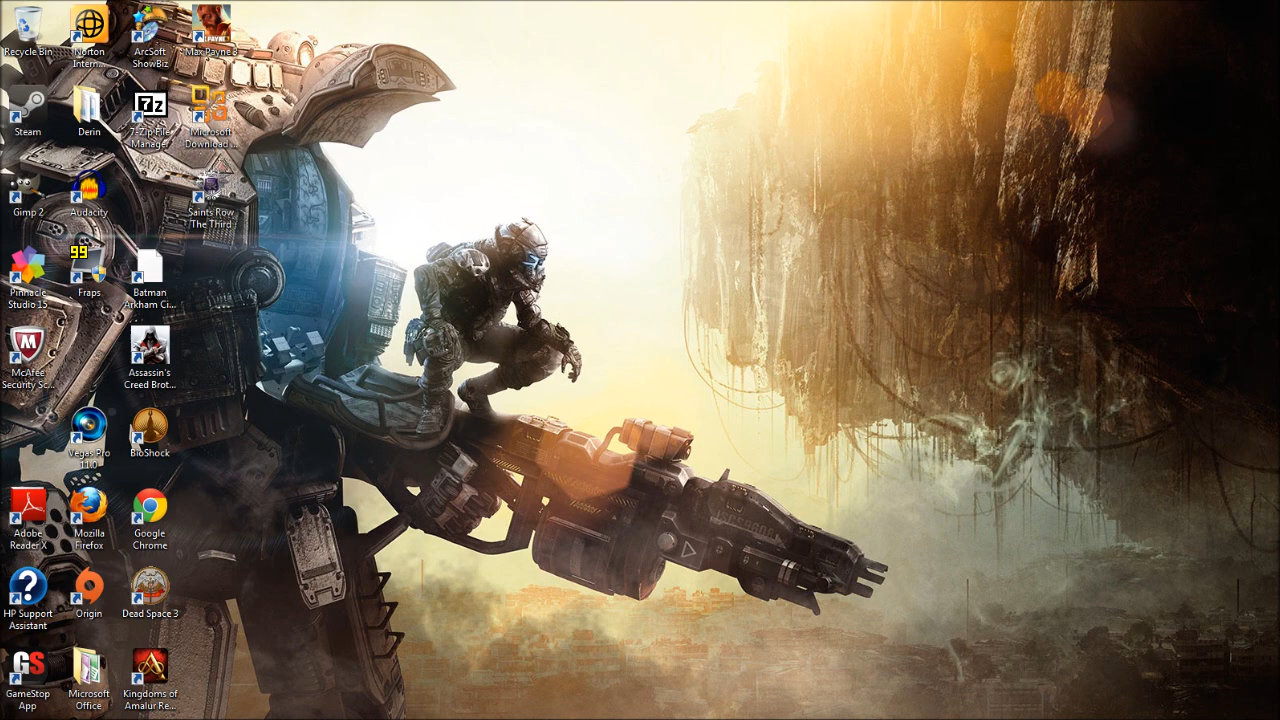 Recycle Bin
Norton
Intern...
ArcSoft
ShowBiz
Max Payne 3
Steam
Derin
7-Zip File
Manager
Microsoft
Download ...
Gimp 2
Audacity
Saints Row
The Third
99
Pinnacle
Studio 15
Fraps
Batman
Arkham Ci...
M
McAfee
Security Sc...
Assassin's
Creed Brot...
Vegas Pro
11.0
BioShock
Adobe
Reader X
Mozilla
Firefox
Google
Chrome
?
HP Support
Assistant
Origin
Dead Space 3
GS
GameStop
App
Microsoft
Office
Kingdoms of
Amalur Re...